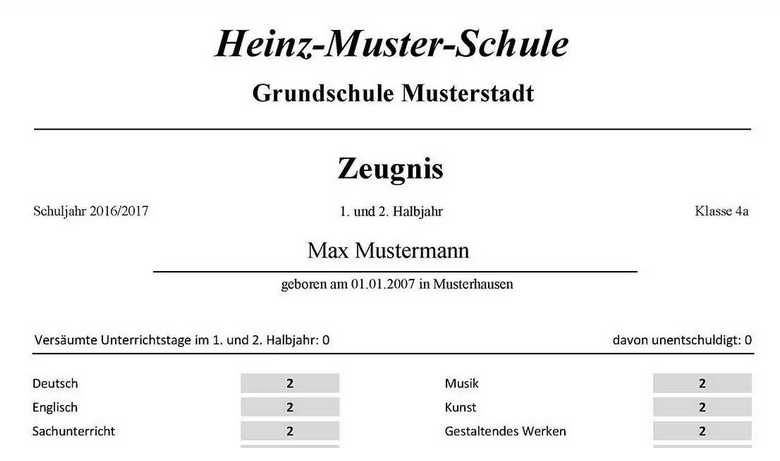 Heinz-Muster-Schule
Grundschule Musterstadt
Zeugnis
Schuljahr 2016/2017 1. und 2. Halbjahr Klasse 4a
Max Mustermann
geboren am 01.01.2007 in Musterhausen
Versäumte Unterrichtstage im 1. und 2. Halbjahr: 0 davon unentschuldigt: 0
Deutsch 2 Musik 2
Englisch 2 Kunst 2
Sachunterricht 2 Gestaltendes Werken 2